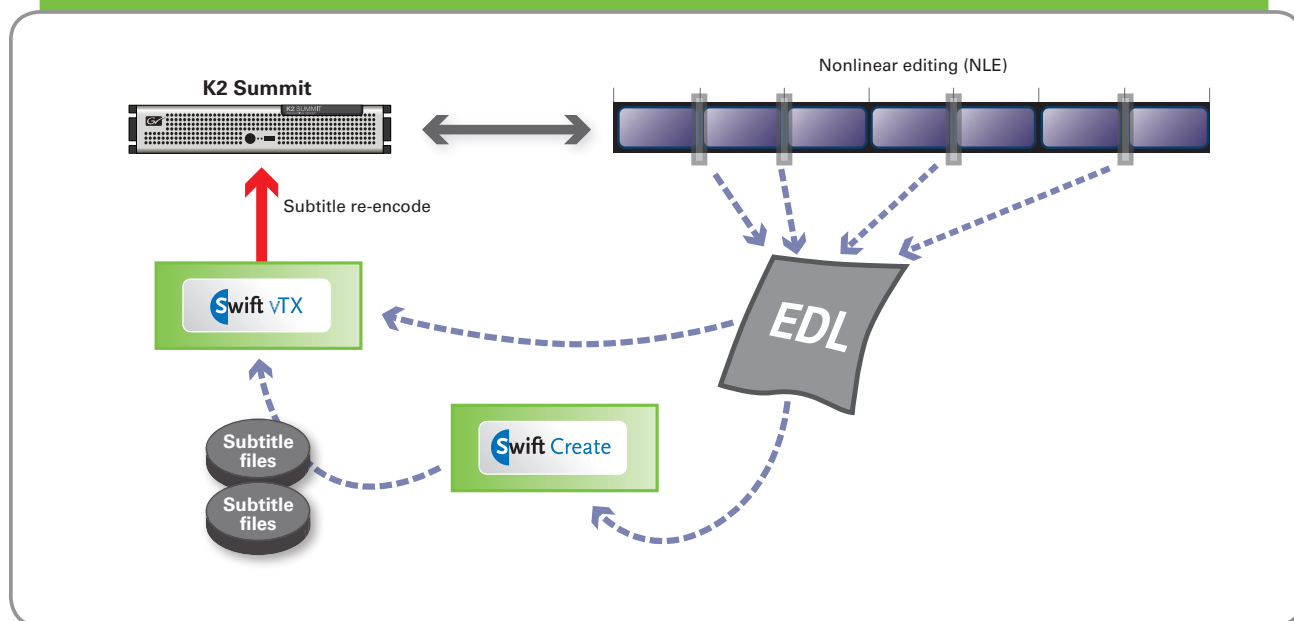 Nonlinear editing (NLE)
K2 Summit
K2 SUMMIT
GV
Subtitle re-encode
Swift vTX
EDL
Swift Create
Subtitle
files
Subtitle
files